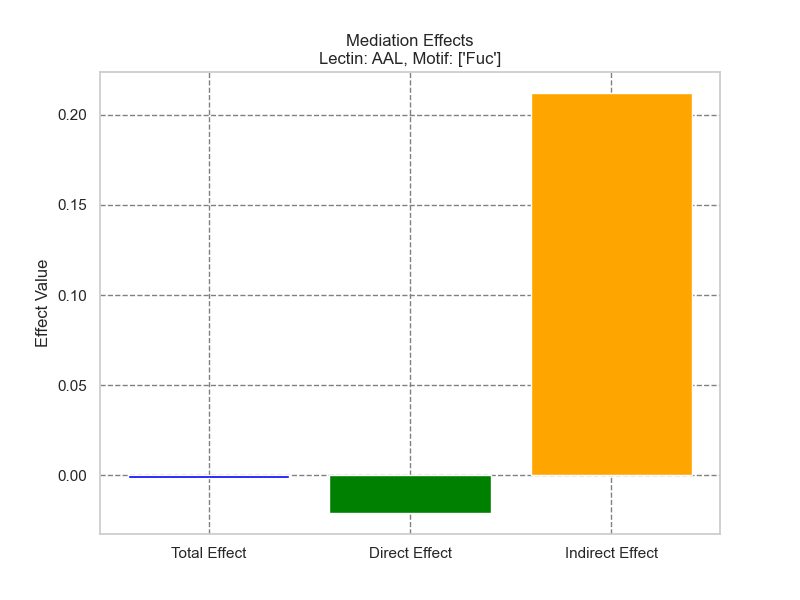 Mediation Effects
Lectin: AAL, Motif: ['Fuc']
0.20
0.15
0.10
0.05
0.00
Effect Value
Total Effect
Direct Effect
Indirect Effect